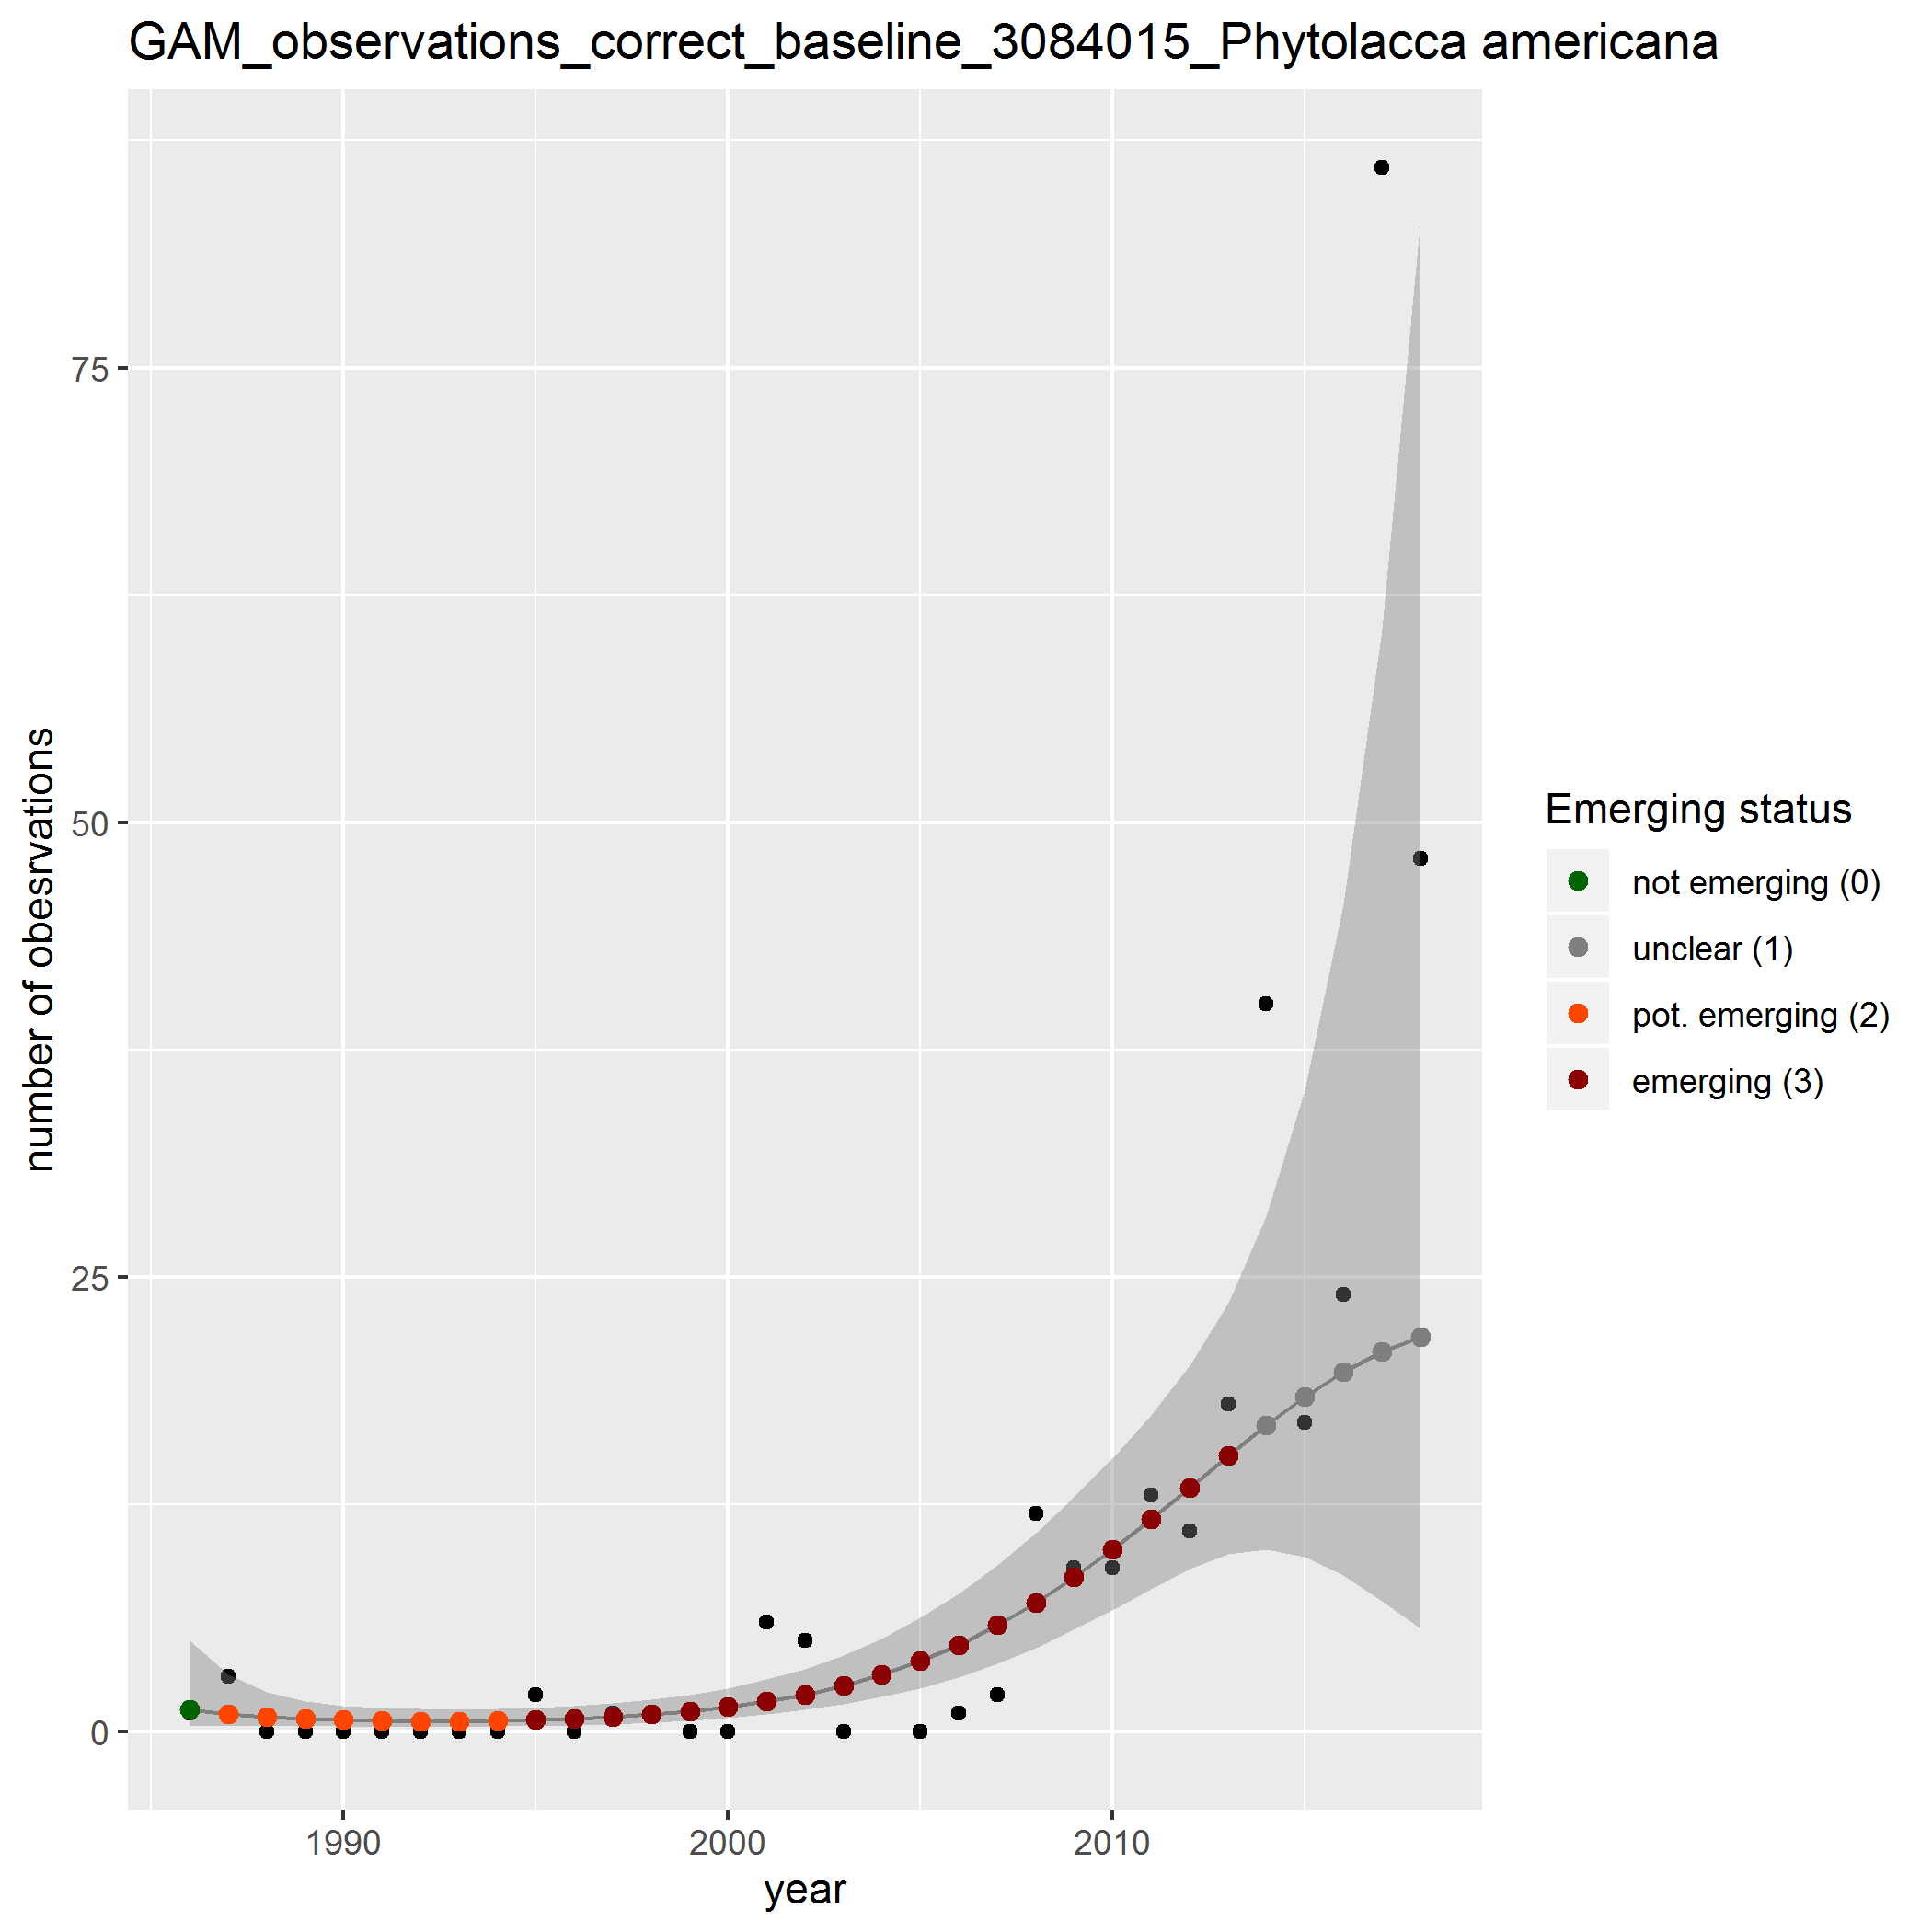 GAM_observations_correct_baseline_3084015_Phytolacca americana
75
50
25
0
number of obesrvations
1990
2000
2010
year
Emerging status
not emerging (0)
unclear (1)
pot. emerging (2)
emerging (3)